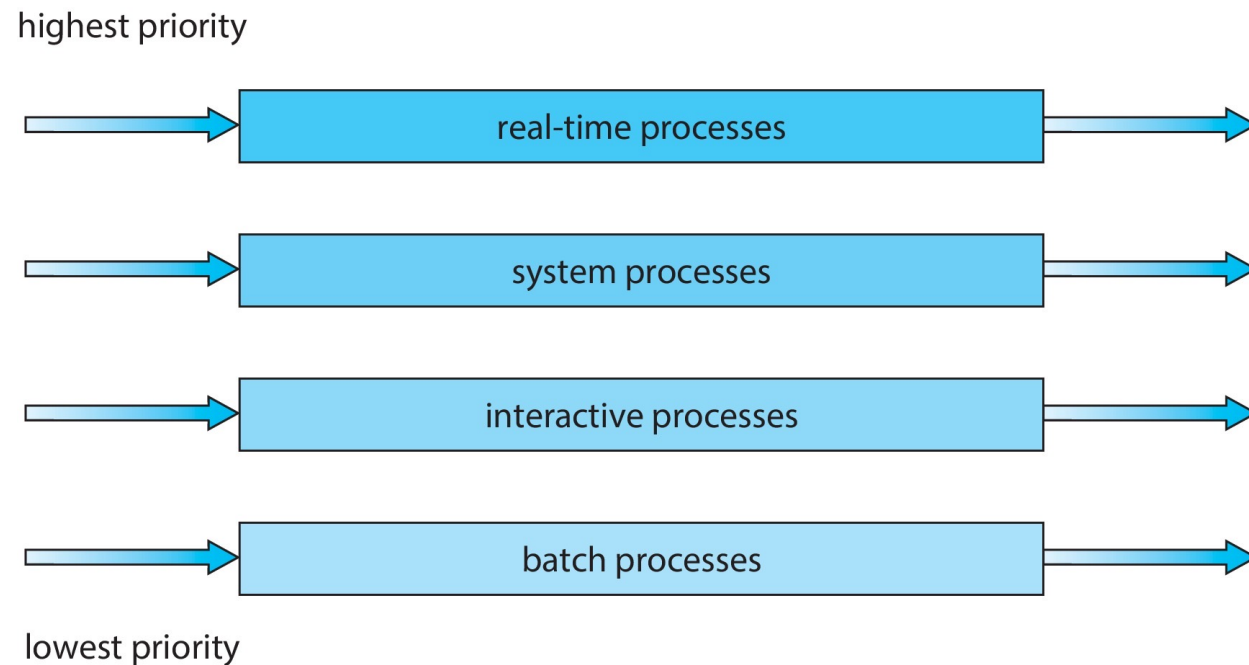 highest priority
real-time processes
system processes
interactive processes
batch processes
lowest priority